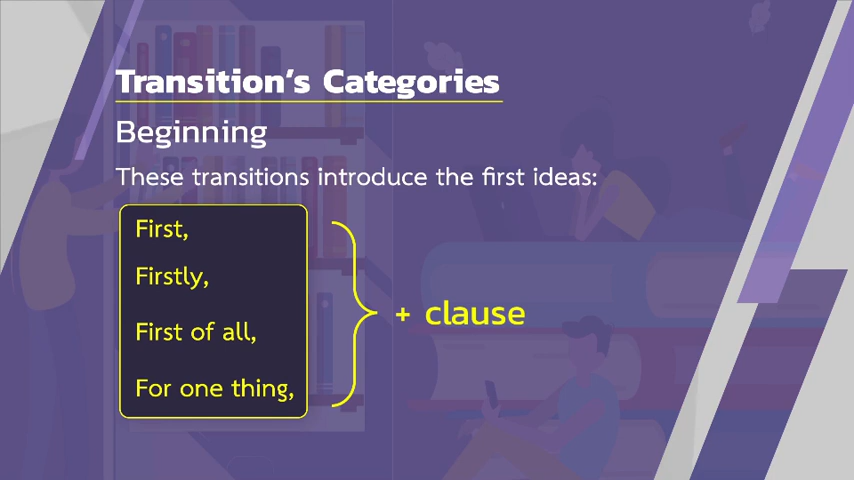 Transition's Categories
Beginning
These transitions introduce the first ideas:
First,
Firstly,
First of all,
For one thing,
+ clause